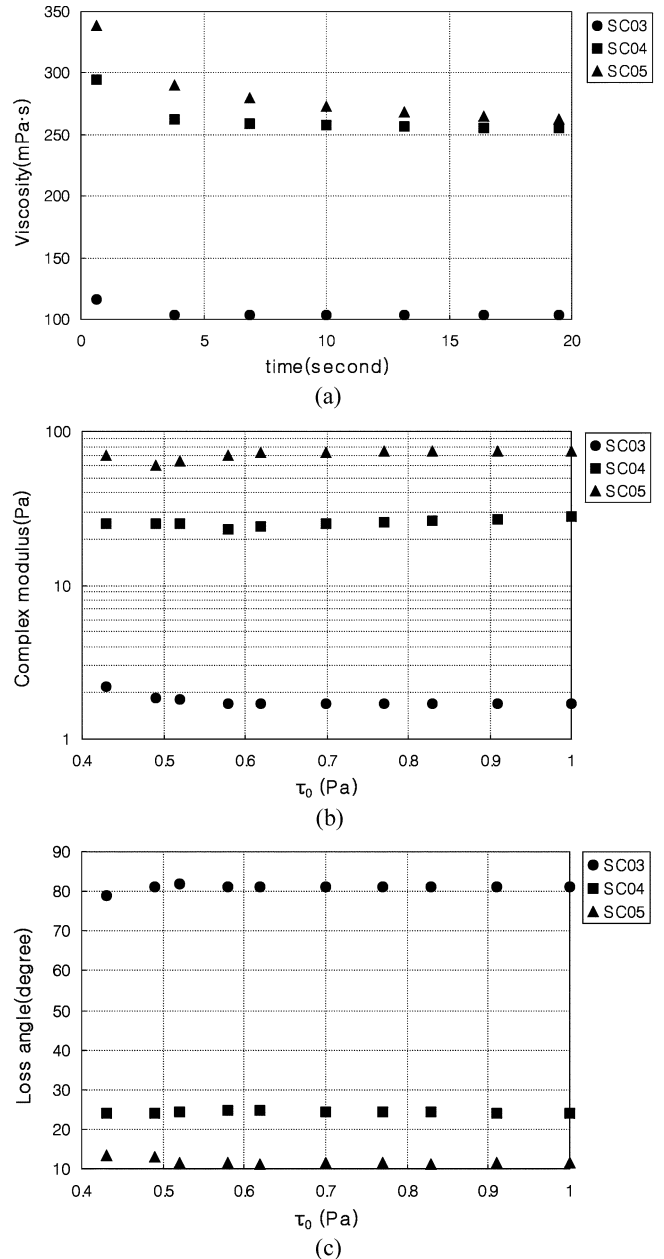 350
300
250
200
150
100
Viscosity(mPa·s)
0 5 10 15 20
time(second)
SC03
SC04
SC05
(a)
100
10
1
Complex modulus(Pa)
0.4 0.5 0.6 0.7 0.8 0.9 1
τ0 (Pa)
SC03
SC04
SC05
(b)
90
80
70
60
50
40
30
20
10
Loss angle(degree)
0.4 0.5 0.6 0.7 0.8 0.9 1
τ0 (Pa)
SC03
SC04
SC05
(c)